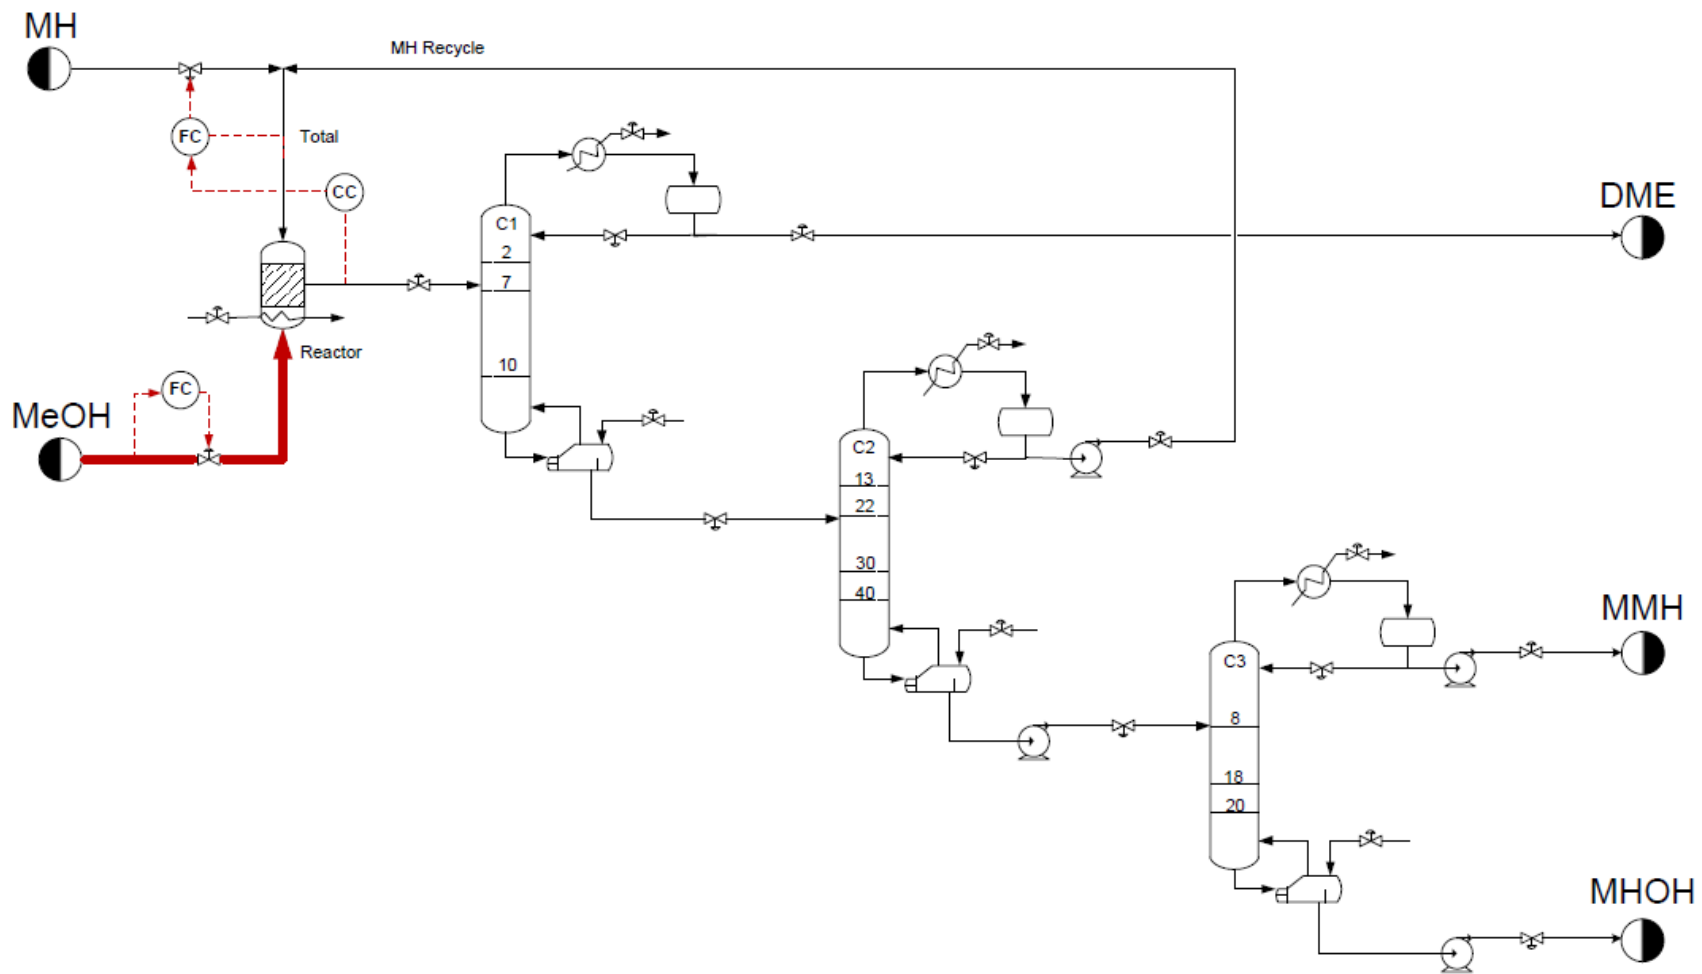 MH
MH Recycle
FC
Total
CC
C1
2
7
10
DME
Reactor
FC
MeOH
C2
13
22
30
40
C3
8
18
20
MMH
MHOH